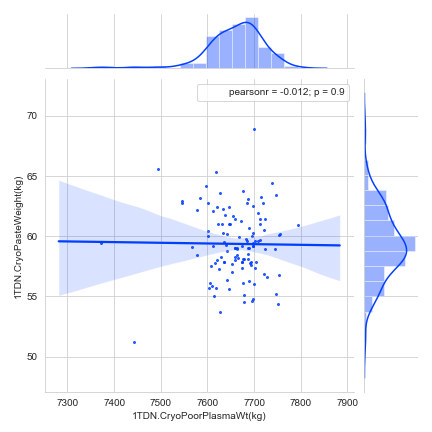 pearsonr = -0.012; p = 0.9
70
65
60
55
50
1TDN.CryoPasteWeight(kg)
7300 7400 7500 7600 7700 7800 7900
1TDN.CryoPoorPlasmaWt(kg)